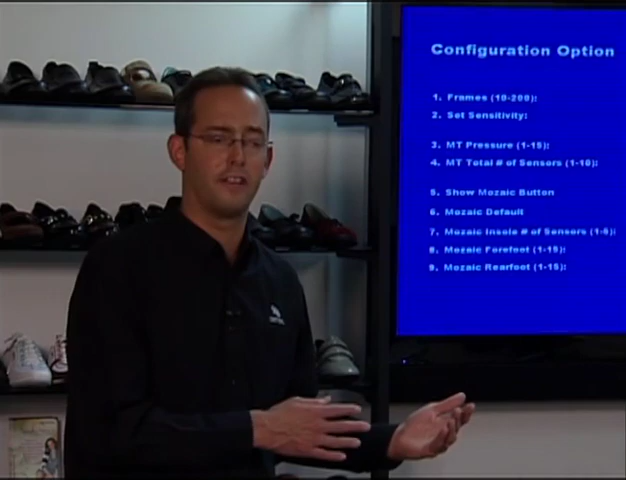 Configuration Option
1. Frames (10-200):
2. Set Sensitivity:
3. MT Pressure (1-15):
4. MT Total # of Sensors (1-10):
5. Show Mozaic Button
6. Mozaic Default
7. Mozaic Insole # of Sensors (1-5):
8. Mozaic Forefoot (1-15):
9. Mozaic Rearfoot (1-15):